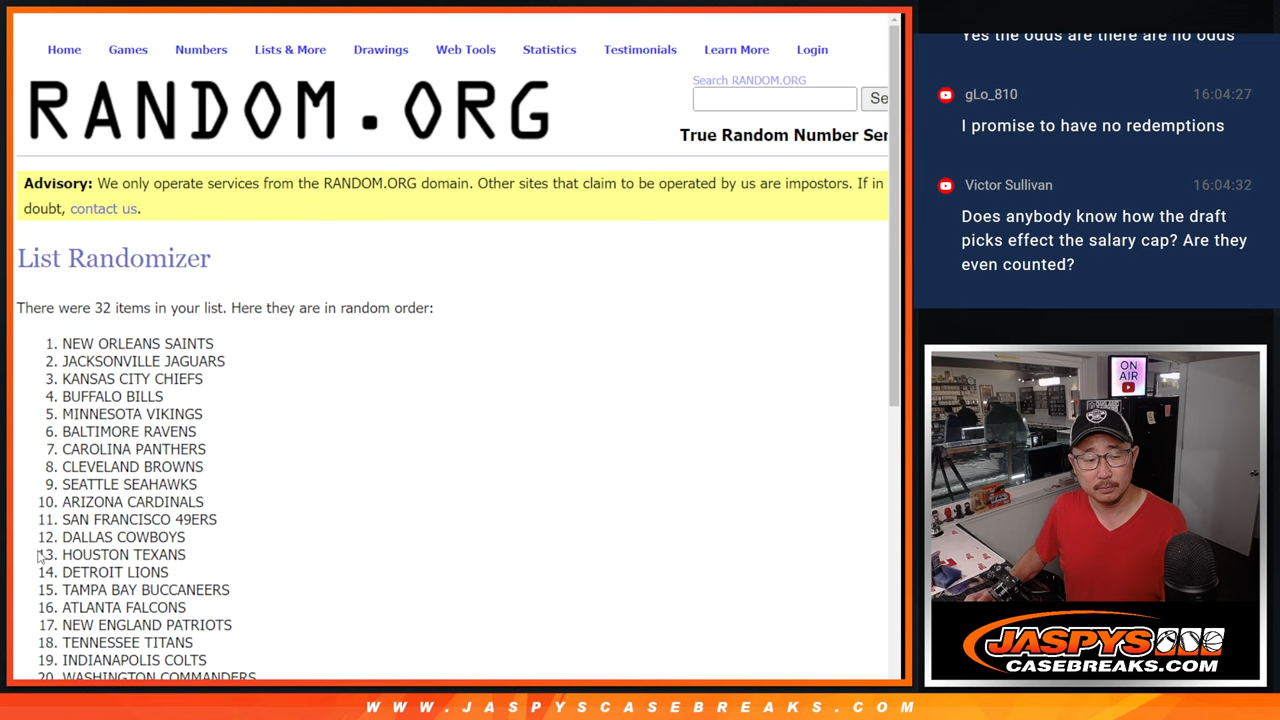 Home Games Numbers Lists & More Drawings Web Tools Statistics Testimonials Learn More Login
RANDOM.ORG
Search RANDOM.ORG
Se
True Random Number Ser
Advisory: We only operate services from the RANDOM.ORG domain. Other sites that claim to be operated by us are impostors. If in
doubt, contact us.
List Randomizer
There were 32 items in your list. Here they are in random order:
1. NEW ORLEANS SAINTS
2. JACKSONVILLE JAGUARS
3. KANSAS CITY CHIEFS
4. BUFFALO BILLS
5. MINNESOTA VIKINGS
6. BALTIMORE RAVENS
7. CAROLINA PANTHERS
8. CLEVELAND BROWNS
9. SEATTLE SEAHAWKS
10. ARIZONA CARDINALS
11. SAN FRANCISCO 49ERS
12. DALLAS COWBOYS
13. HOUSTON TEXANS
14. DETROIT LIONS
15. TAMPA BAY BUCCANEERS
16. ATLANTA FALCONS
17. NEW ENGLAND PATRIOTS
18. TENNESSEE TITANS
19. INDIANAPOLIS COLTS
20. WASHINGTON COMMANDERS
Yes the odds are there are no odds
gLo_810 16:04:27
I promise to have no redemptions
Victor Sullivan 16:04:32
Does anybody know how the draft
picks effect the salary cap? Are they
even counted?
ON
AIR
JASPYS
CASEBREAKS.COM
WWW.JASPYSCASEBREAKS.COM